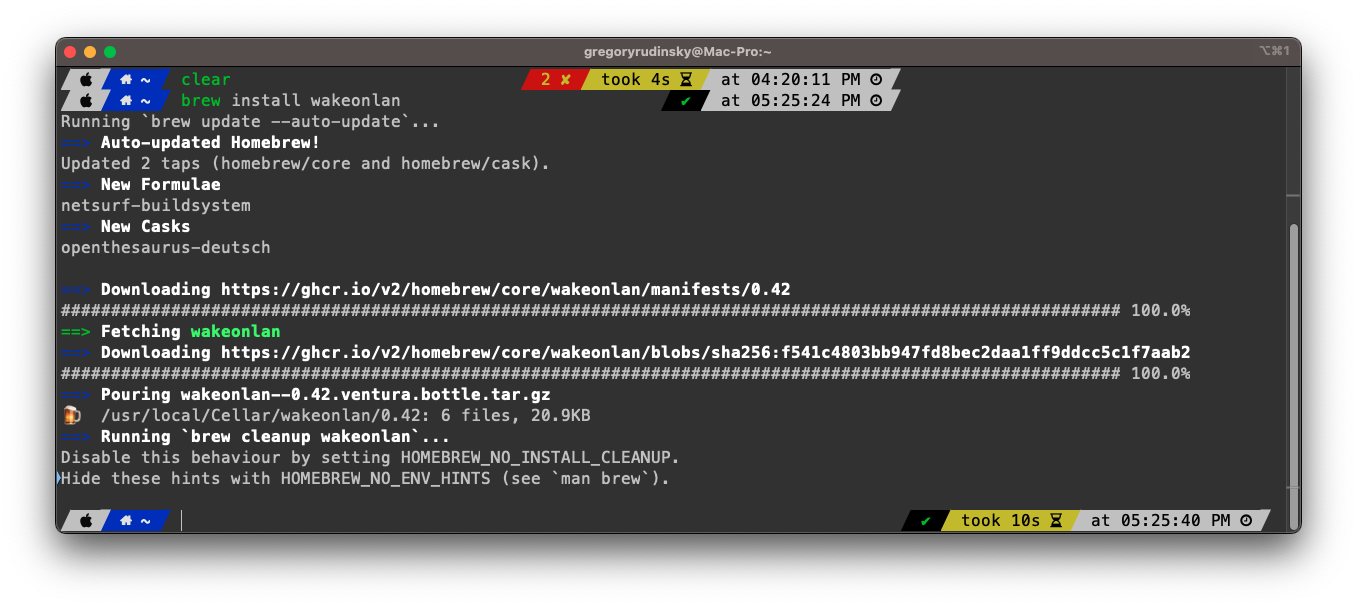 gregoryrudinsky@Mac-Pro:~ ⌥⌘1
~ clear 2 ✘ took 4s at 04:20:11 PM
~ brew install wakeonlan ✔ at 05:25:24 PM
Running `brew update --auto-update`...
==> Auto-updated Homebrew!
Updated 2 taps (homebrew/core and homebrew/cask).
==> New Formulae
netsurf-buildsystem
==> New Casks
openthesaurus-deutsch
==> Downloading https://ghcr.io/v2/homebrew/core/wakeonlan/manifests/0.42
########################################################################################################## 100.0%
==> Fetching wakeonlan
==> Downloading https://ghcr.io/v2/homebrew/core/wakeonlan/blobs/sha256:f541c4803bb947fd8bec2daa1ff9ddcc5c1f7aab2
########################################################################################################## 100.0%
==> Pouring wakeonlan--0.42.ventura.bottle.tar.gz
🍺 /usr/local/Cellar/wakeonlan/0.42: 6 files, 20.9KB
==> Running `brew cleanup wakeonlan`...
Disable this behaviour by setting HOMEBREW_NO_INSTALL_CLEANUP.
Hide these hints with HOMEBREW_NO_ENV_HINTS (see `man brew`).
~ ✔ took 10s at 05:25:40 PM